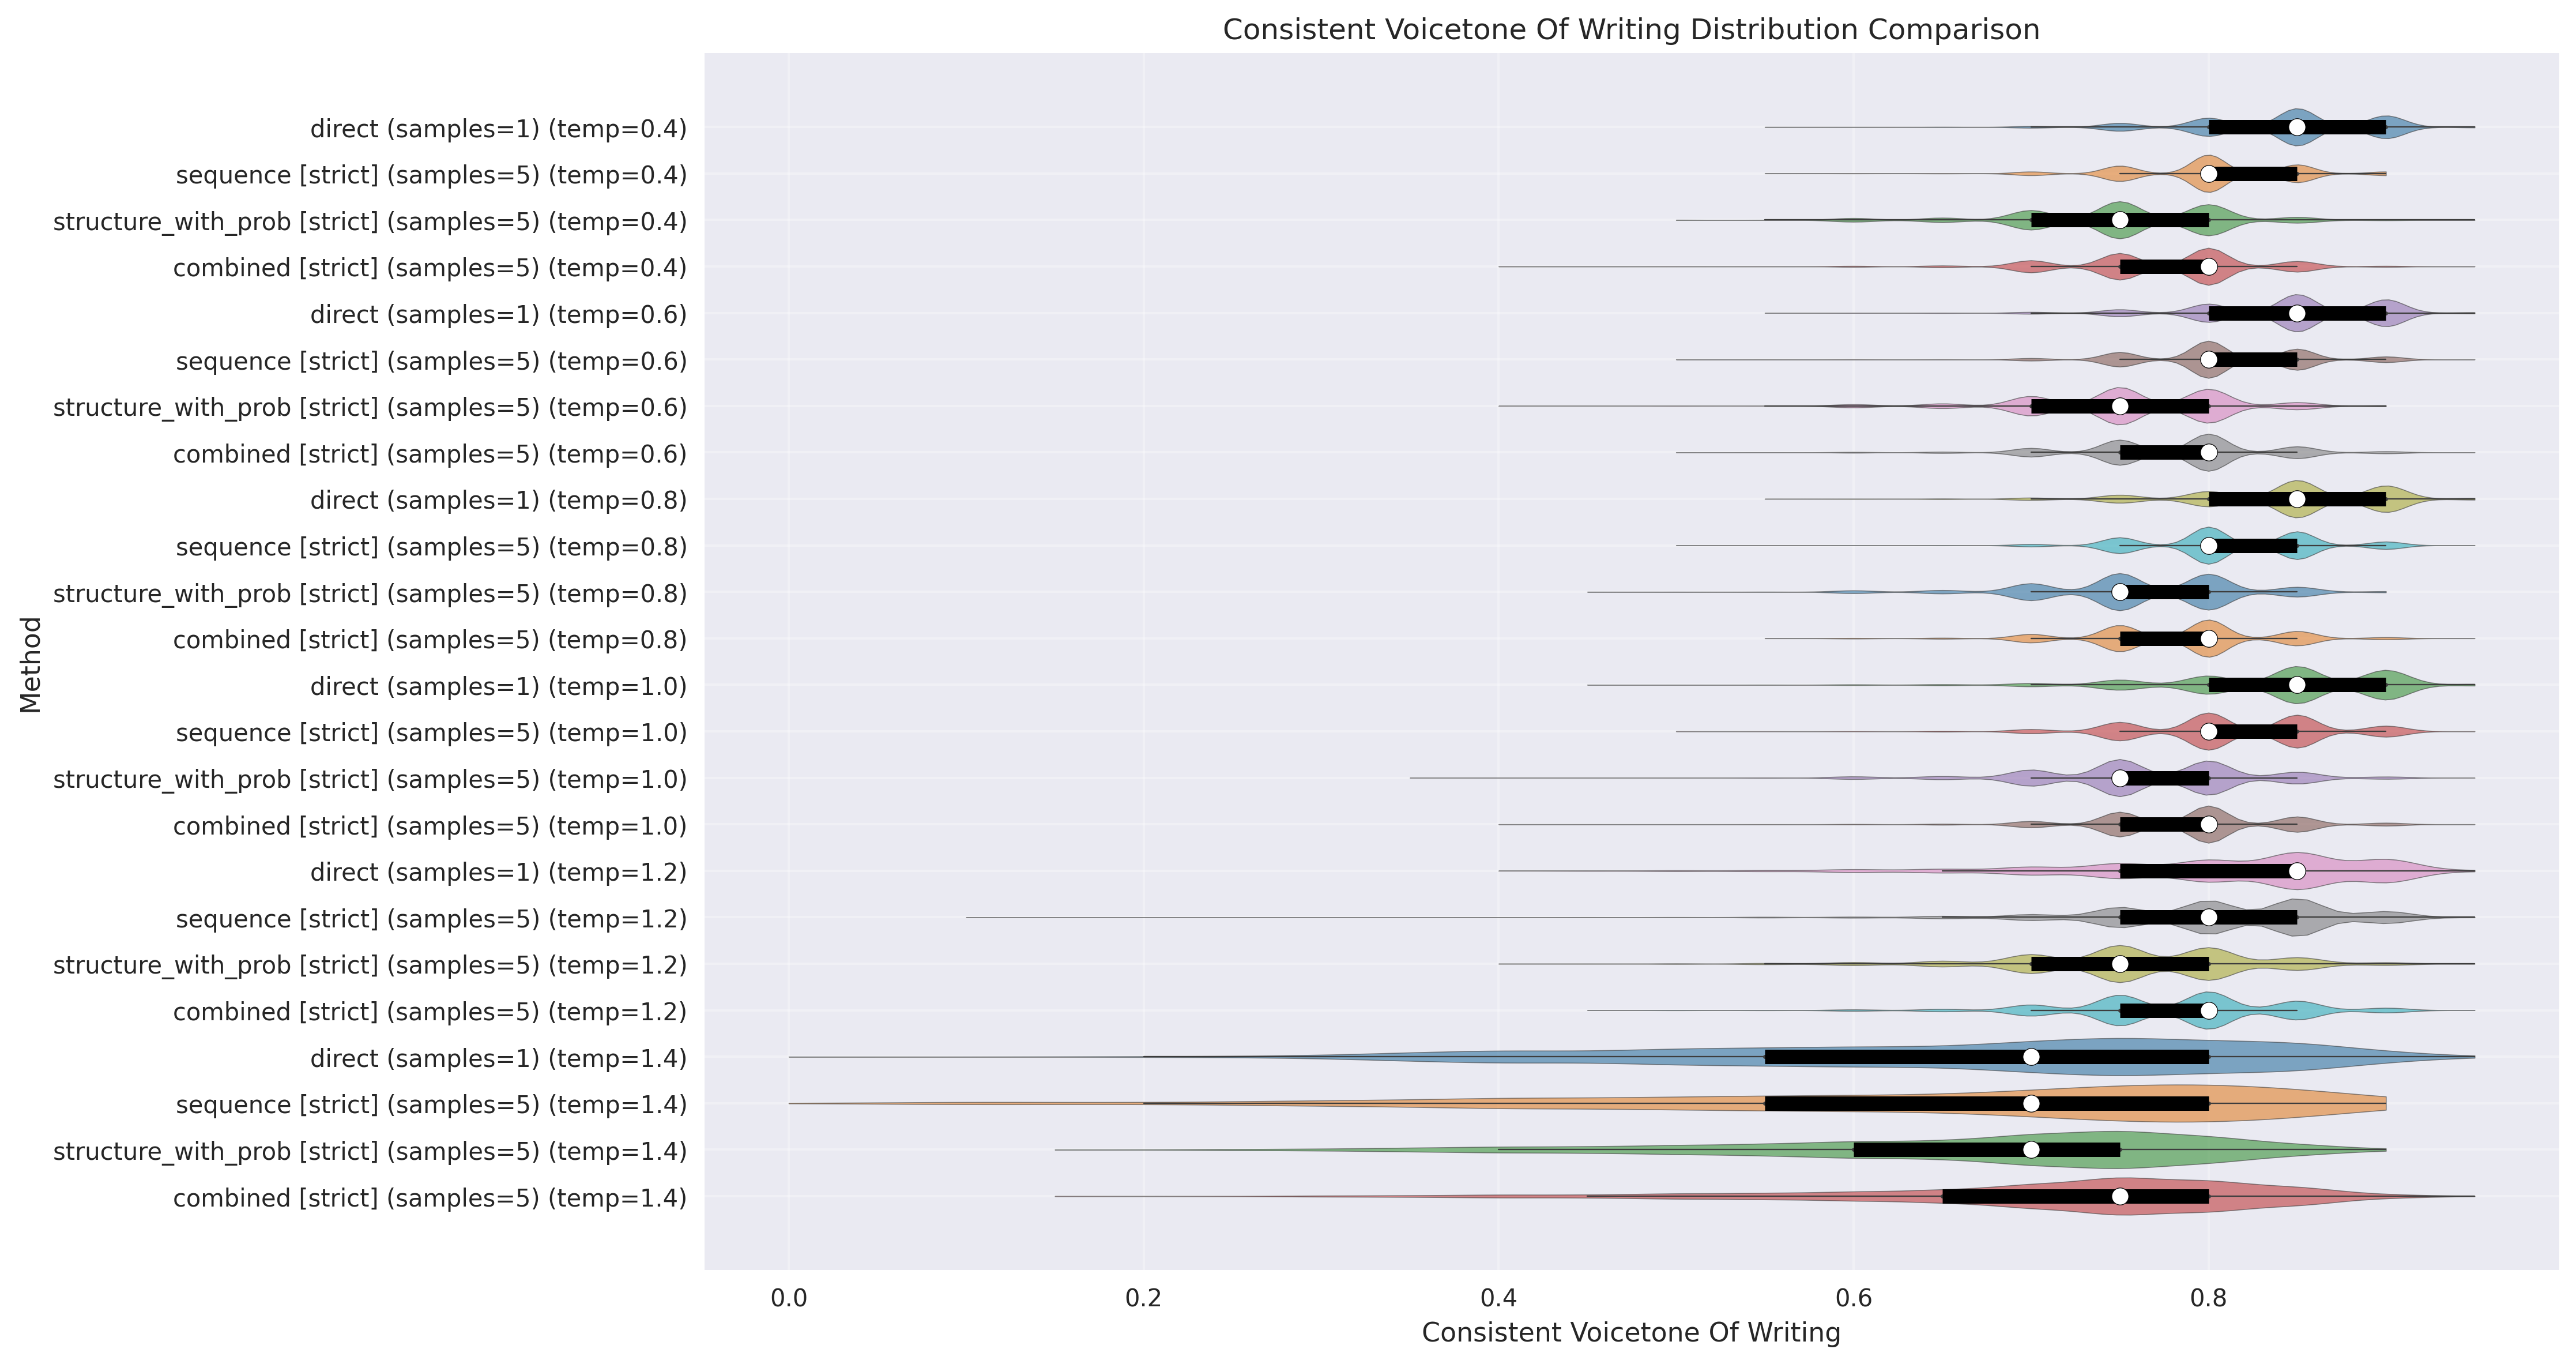 Consistent Voicetone Of Writing Distribution Comparison
direct (samples=1) (temp=0.4)
sequence [strict] (samples=5) (temp=0.4)
structure_with_prob [strict] (samples=5) (temp=0.4)
combined [strict] (samples=5) (temp=0.4)
direct (samples=1) (temp=0.6)
sequence [strict] (samples=5) (temp=0.6)
structure_with_prob [strict] (samples=5) (temp=0.6)
combined [strict] (samples=5) (temp=0.6)
direct (samples=1) (temp=0.8)
sequence [strict] (samples=5) (temp=0.8)
structure_with_prob [strict] (samples=5) (temp=0.8)
combined [strict] (samples=5) (temp=0.8)
direct (samples=1) (temp=1.0)
sequence [strict] (samples=5) (temp=1.0)
structure_with_prob [strict] (samples=5) (temp=1.0)
combined [strict] (samples=5) (temp=1.0)
direct (samples=1) (temp=1.2)
sequence [strict] (samples=5) (temp=1.2)
structure_with_prob [strict] (samples=5) (temp=1.2)
combined [strict] (samples=5) (temp=1.2)
direct (samples=1) (temp=1.4)
sequence [strict] (samples=5) (temp=1.4)
structure_with_prob [strict] (samples=5) (temp=1.4)
combined [strict] (samples=5) (temp=1.4)
Method
0.0 0.2 0.4 0.6 0.8
Consistent Voicetone Of Writing